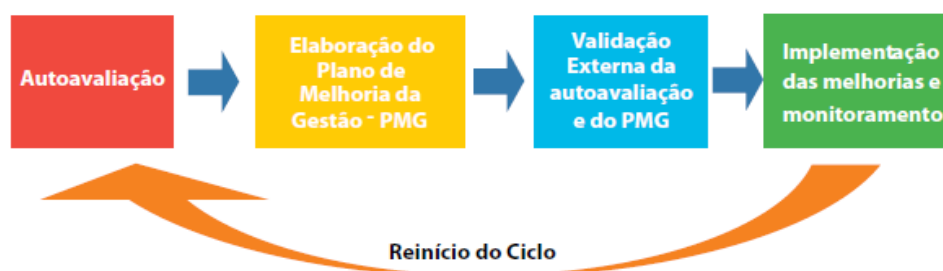 Autoavaliação
Elaboração do
Plano de
Melhoria da
Gestão - PMG
Validação
Externa da
autoavaliação
e do PMG
Implementação
das melhorias e
monitoramento
Reinício do Ciclo